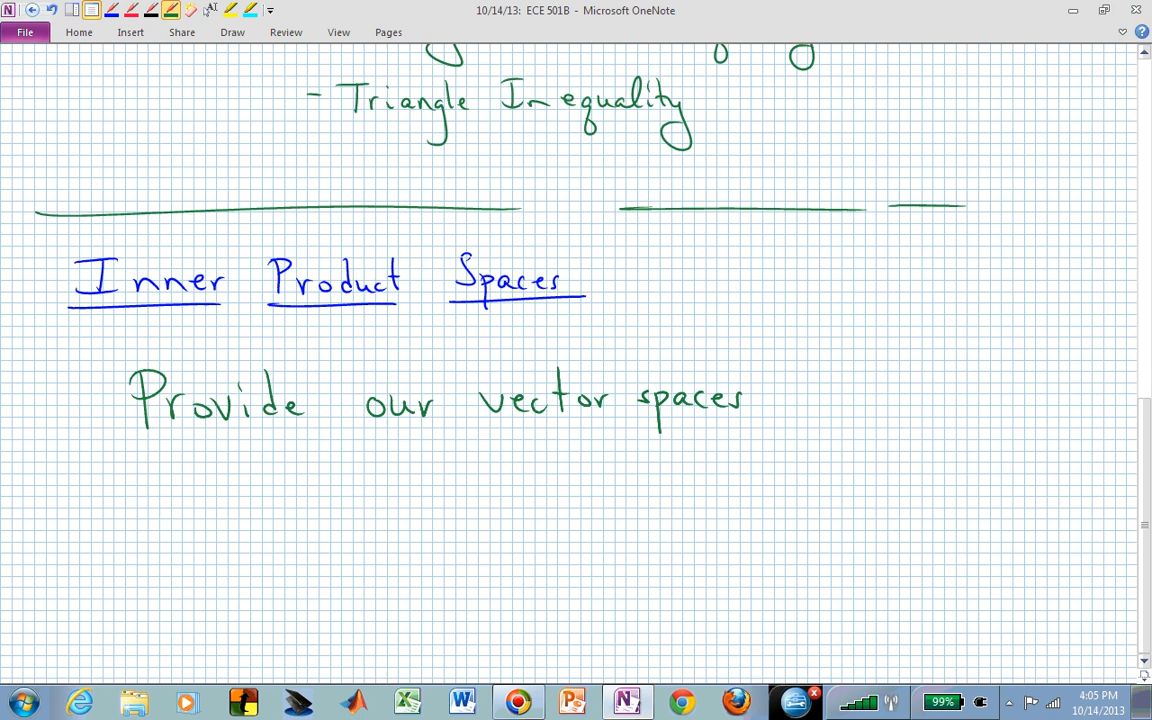 10/14/13: ECE 501B - Microsoft OneNote
File Home Insert Share Draw Review View Pages
- Triangle Inequality
Inner Product Spaces
Provide our vector spaces
99% 4:05 PM
10/14/2013